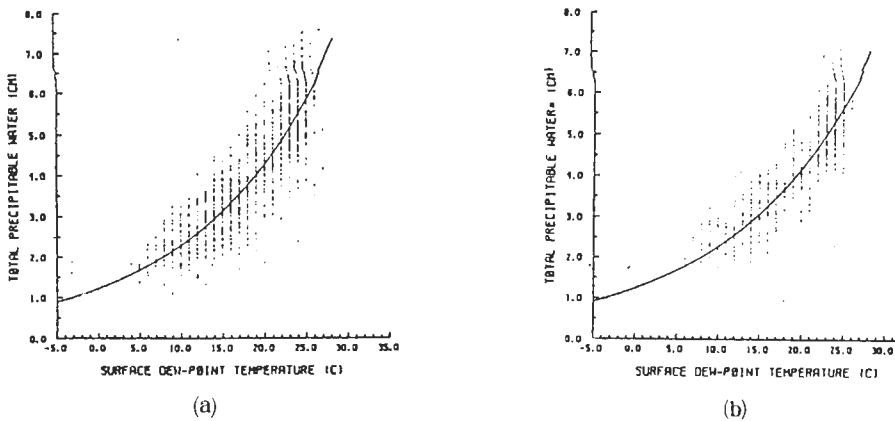 TØTAL PRECIPITABLE WATER (CM)
8.0
7.0
6.0
5.0
4.0
3.0
2.0
1.0
0.0
-5.0 0.0 5.0 10.0 15.0 20.0 25.0 30.0 35.0
SURFACE DEW-PØINT TEMPERATURE (C)
(a)
TØTAL PRECIPITABLE WATER* (CM)
8.0
7.0
6.0
5.0
4.0
3.0
2.0
1.0
0.0
-5.0 0.0 5.0 10.0 15.0 20.0 25.0 30.0
SURFACE DEW-PØINT TEMPERATURE (C)
(b)